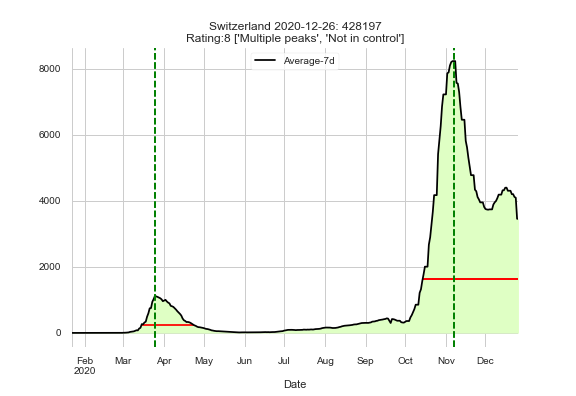 Switzerland 2020-12-26: 428197
Rating:8 ['Multiple peaks', 'Not in control']
Average-7d
8000
6000
4000
2000
0
Feb Mar Apr May Jun Jul Aug Sep Oct Nov Dec
2020
Date